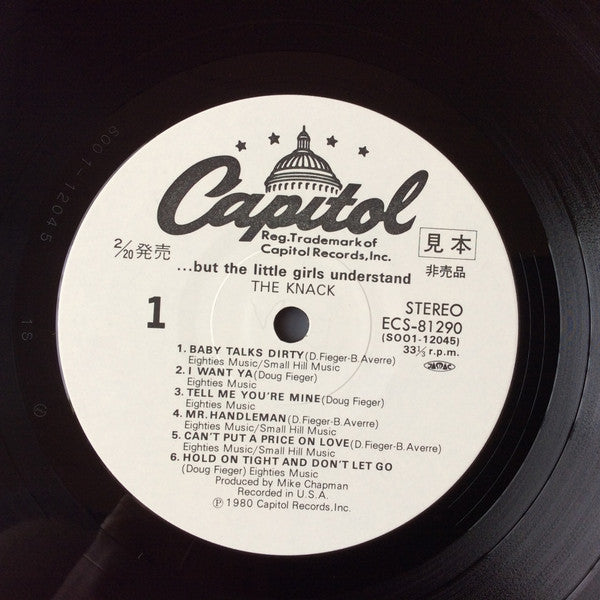 Capitol
Reg.Trademark of
Capitol Records,Inc.
2/20発売
見本
非売品
...but the little girls understand
THE KNACK
1
STEREO
ECS-81290
(SOO1-12045)
33⅓ r.p.m.
1. BABY TALKS DIRTY(D.Fieger-B.Averre)
Eighties Music/Small Hill Music
2. I WANT YA(Doug Fieger)
Eighties Music
3. TELL ME YOU'RE MINE(Doug Fieger)
Eighties Music
4. MR. HANDLEMAN(D.Fieger-B.Averre)
Eighties Music/Small Hill Music
5. CAN'T PUT A PRICE ON LOVE(D.Fieger-B.Averre)
Eighties Music/Small Hill Music
6. HOLD ON TIGHT AND DON'T LET GO
(Doug Fieger) Eighties Music
Produced by Mike Chapman
Recorded in U.S.A.
Ⓟ 1980 Capitol Records,Inc.
SOO1-12045
1S